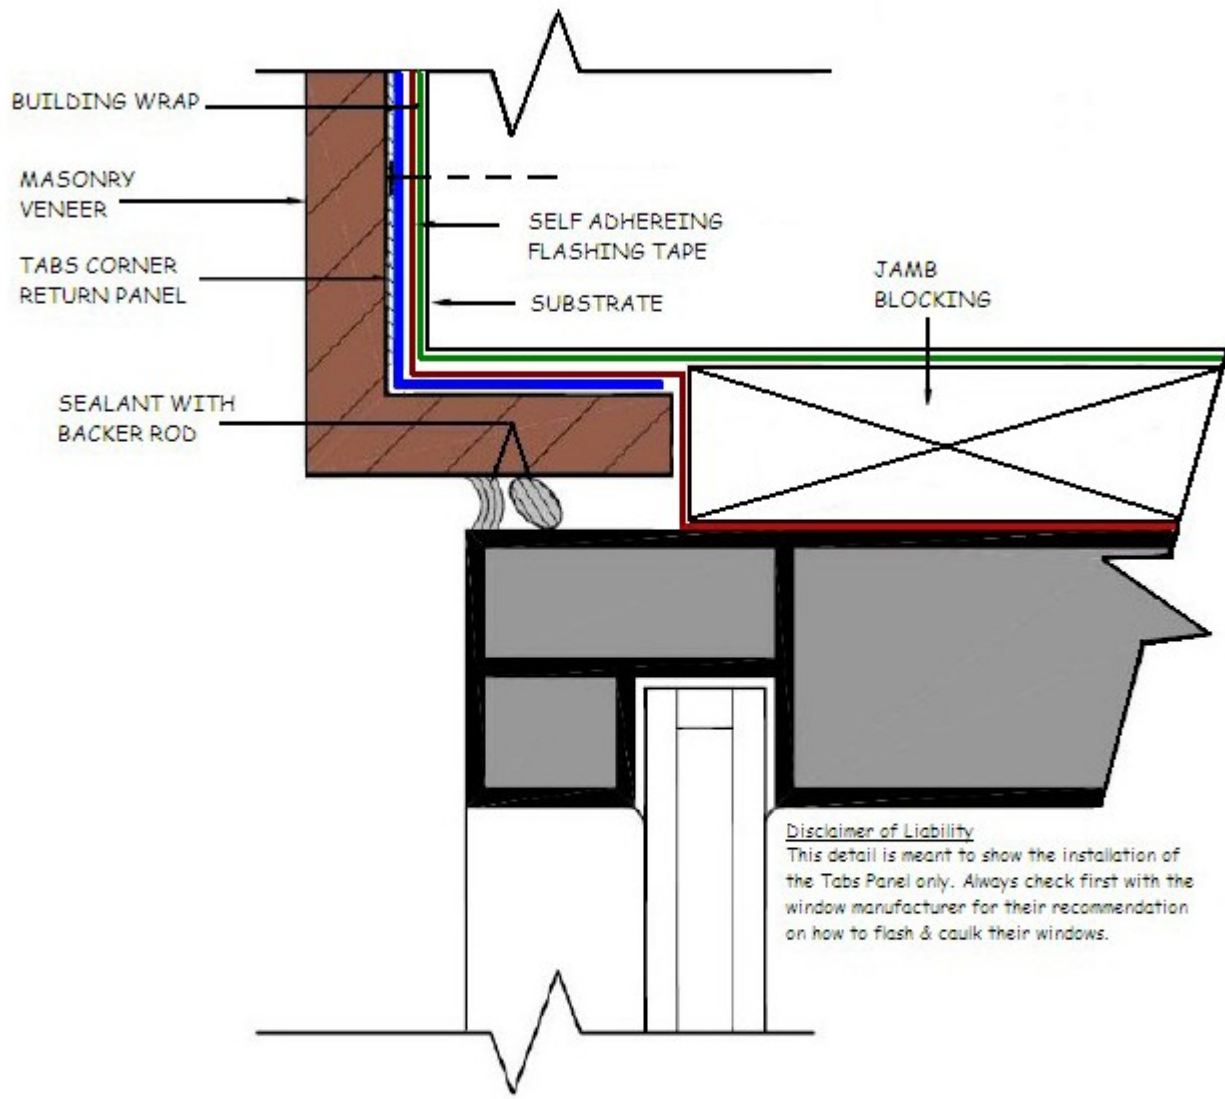 BUILDING WRAP
MASONRY
VENEER
TABS CORNER
RETURN PANEL
SELF ADHEREING
FLASHING TAPE
SUBSTRATE
JAMB
BLOCKING
SEALANT WITH
BACKER ROD
Disclaimer of Liability
This detail is meant to show the installation of
the Tabs Panel only. Always check first with the
window manufacturer for their recommendation
on how to flash & caulk their windows.